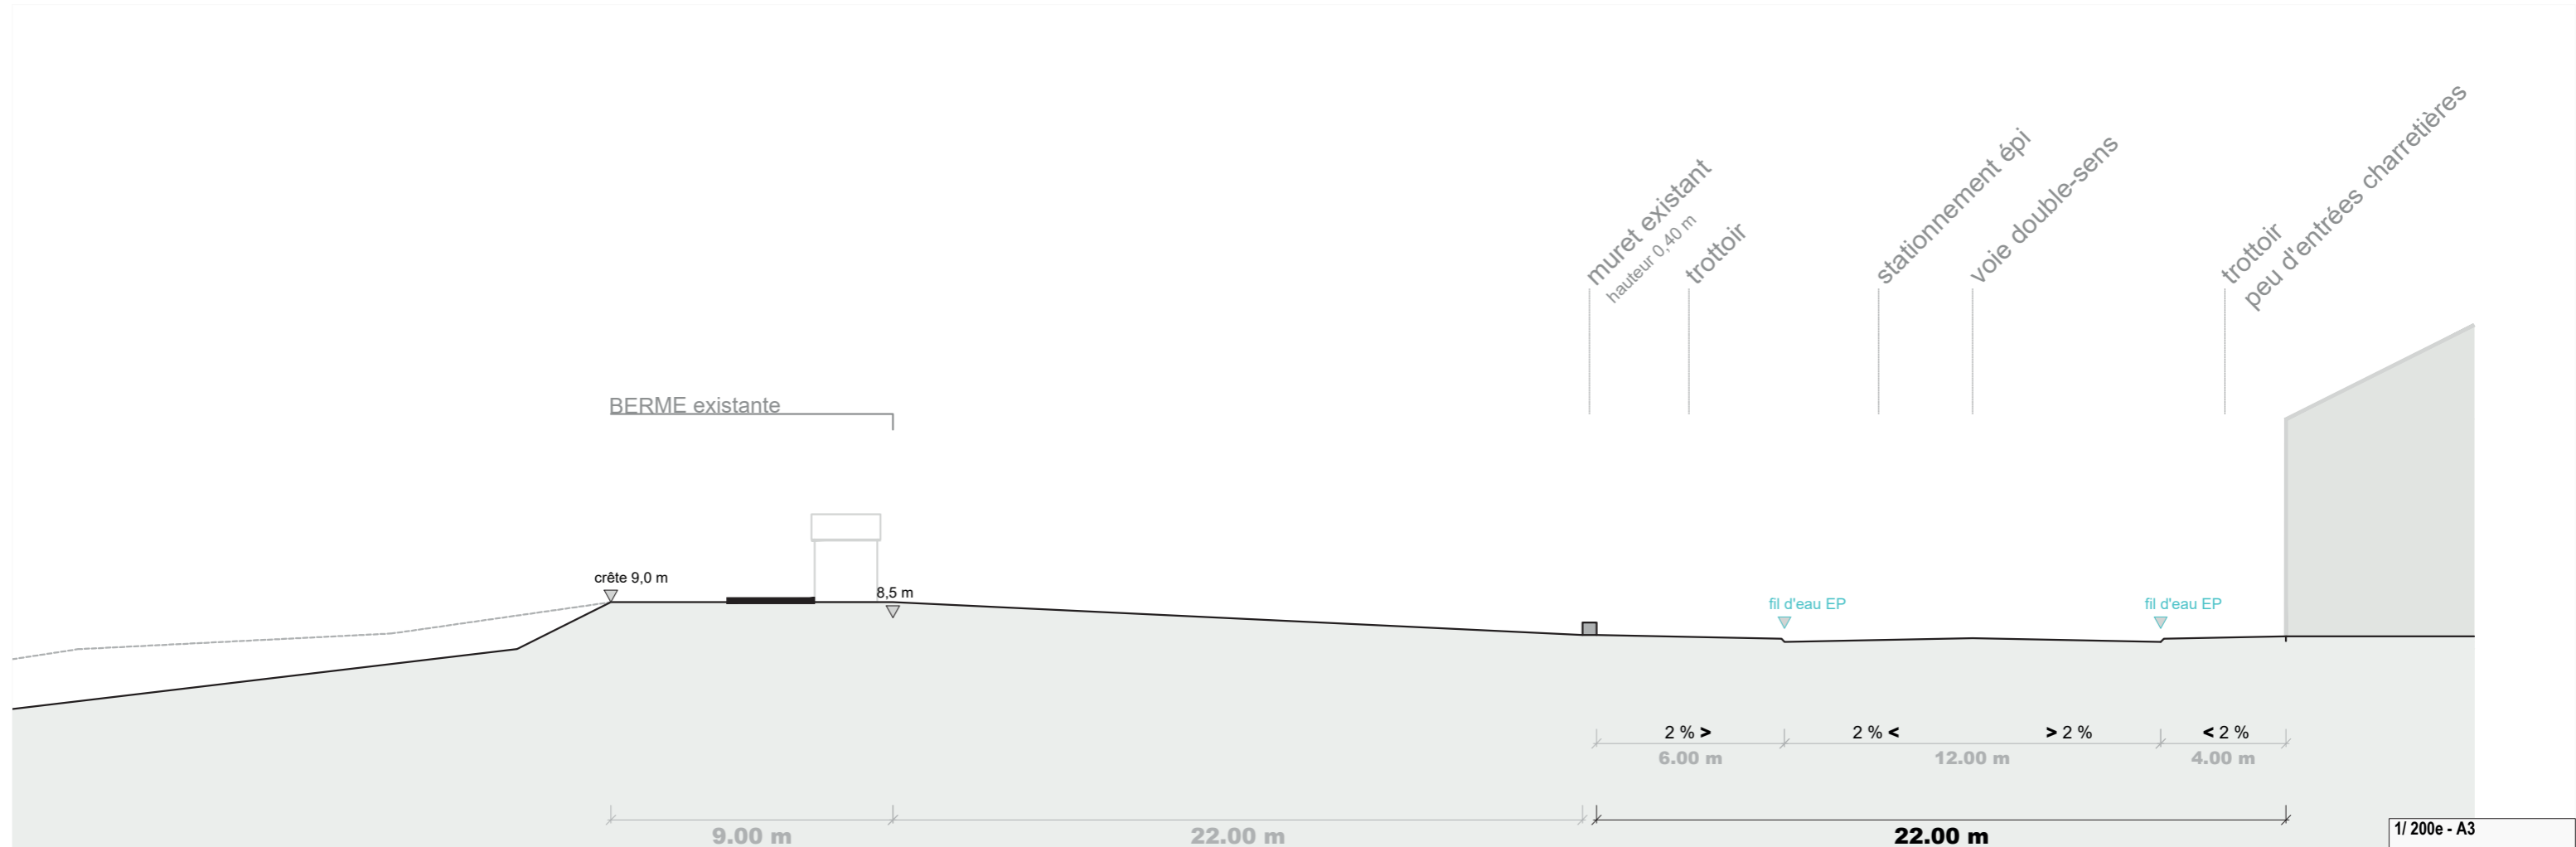 muret existant
hauteur 0,40 m
trottoir
stationnement épi
voie double-sens
trottoir
peu d'entrées charretières
BERME existante
crête 9,0 m
8,5 m
fil d'eau EP
fil d'eau EP
2 % >
2 % <
> 2 %
< 2 %
6.00 m
12.00 m
4.00 m
9.00 m
22.00 m
22.00 m
1/ 200e - A3